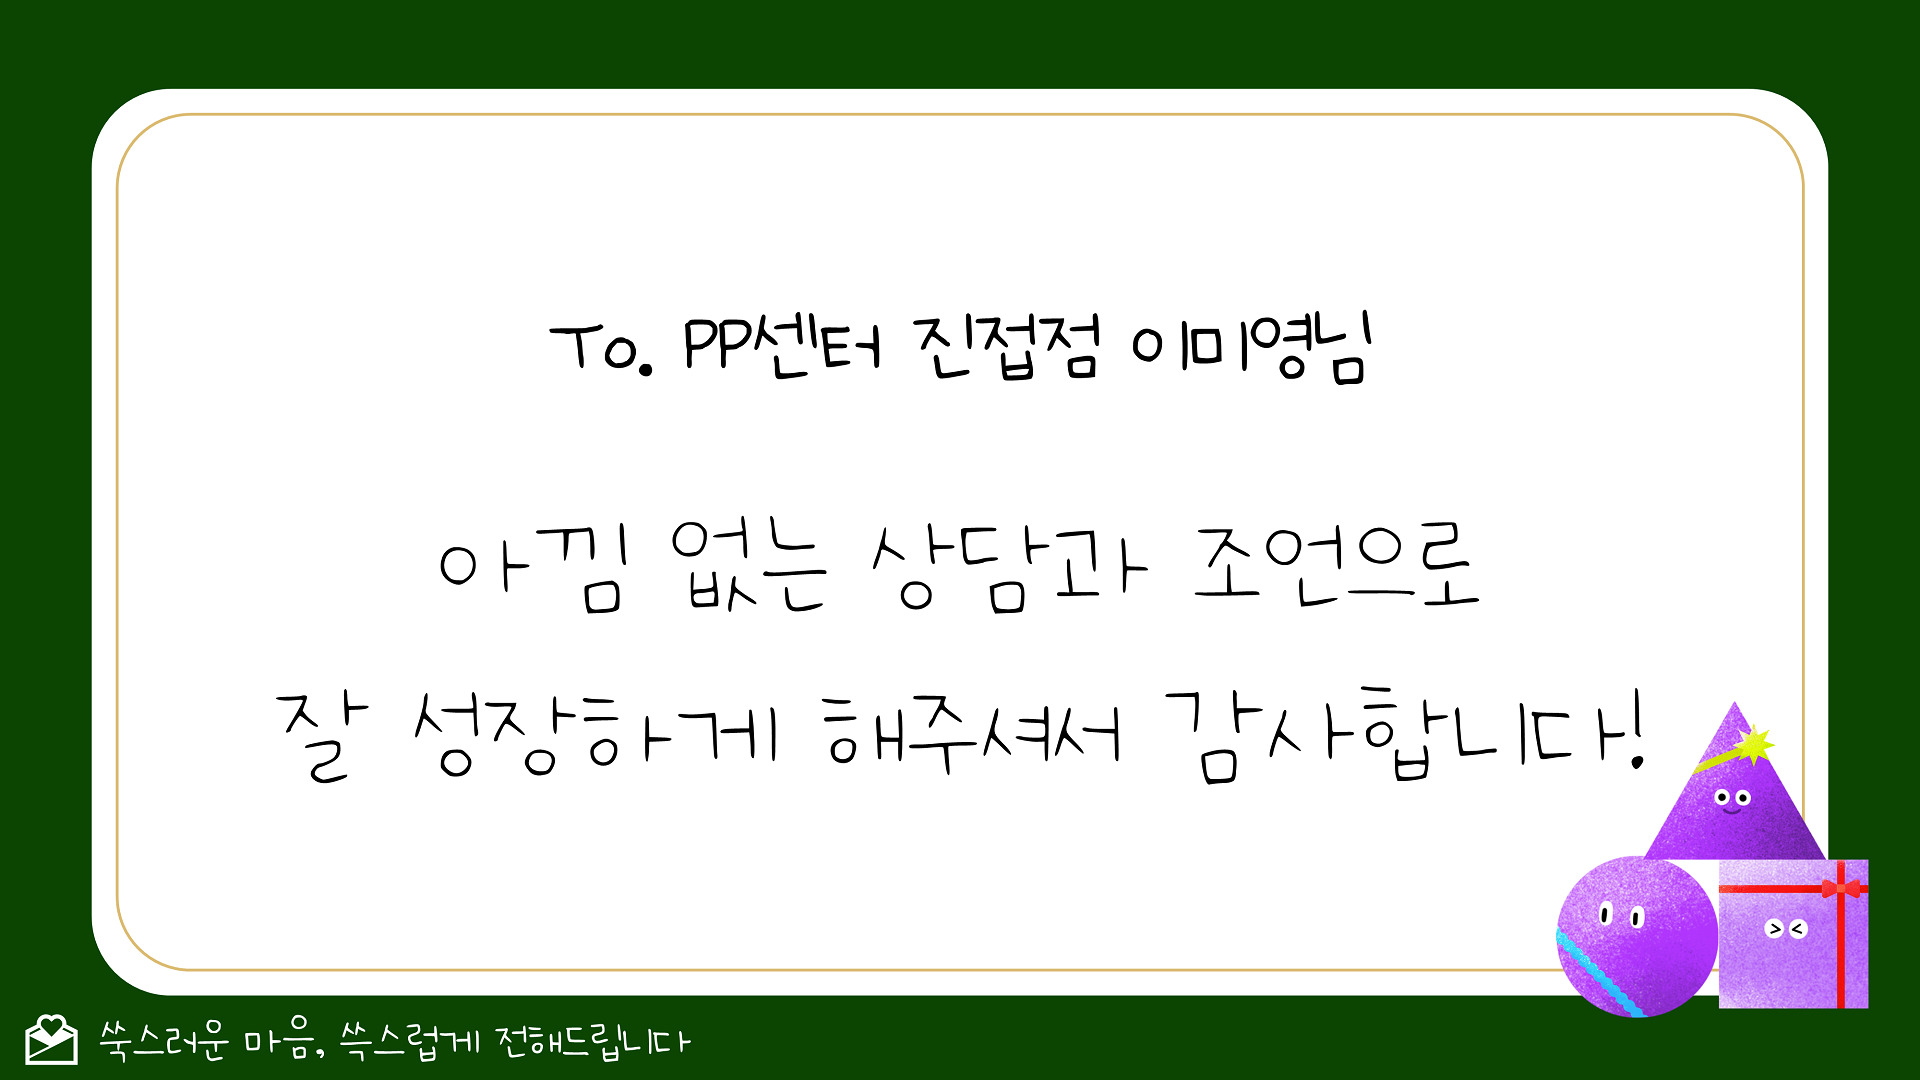 To. PP센터 진접점 이미영님
아낌 없는 상담과 조언으로
잘 성장하게 해주셔서 감사합니다!
쑥스러운 마음, 쓱스럽게 전해드립니다